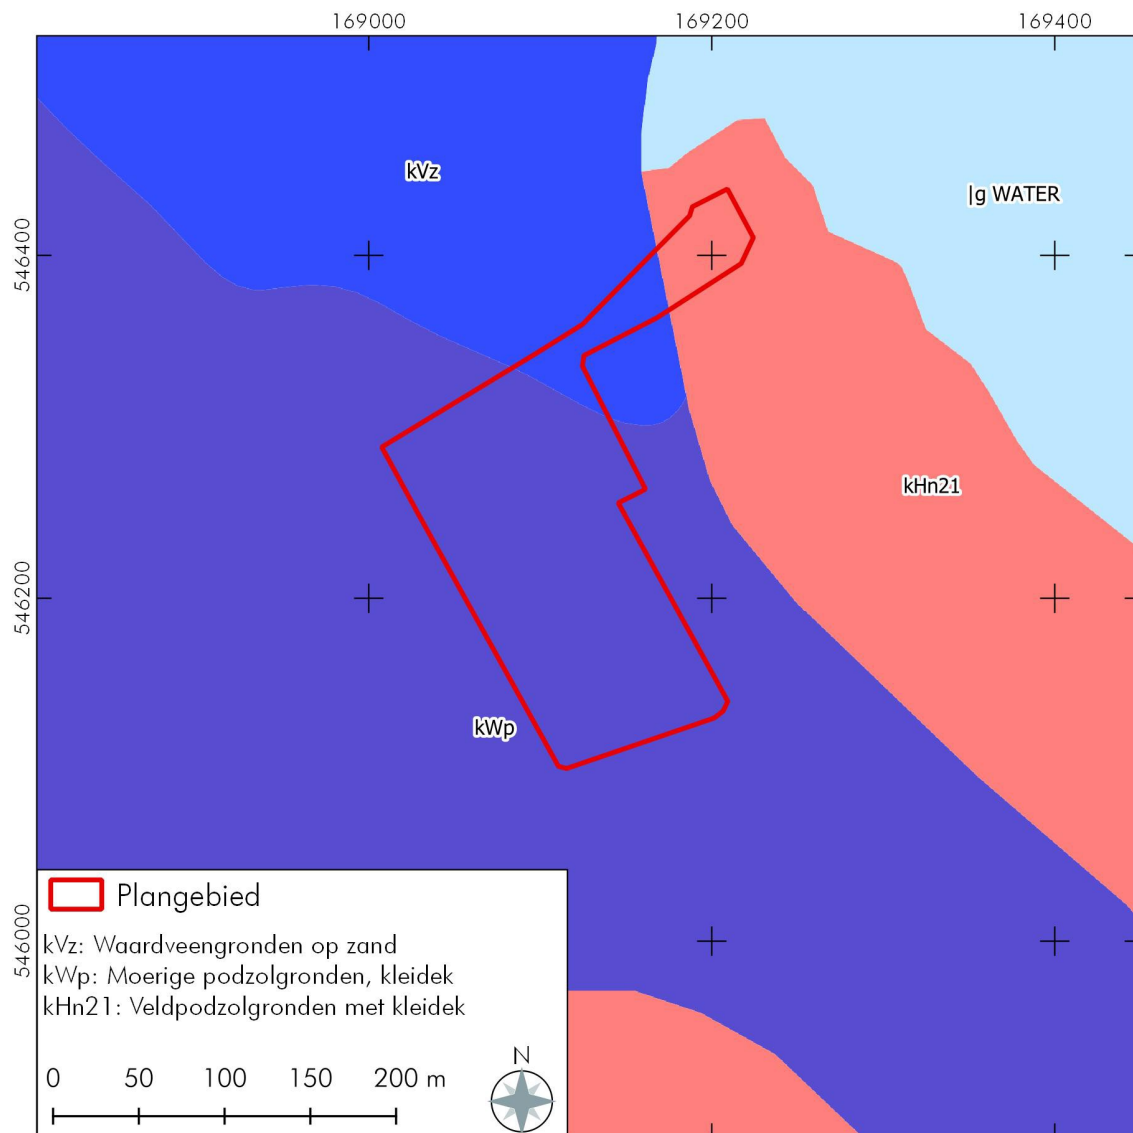 169000
169200
169400
kVz
|g WATER
546400
kHn21
546200
kWp
546000
Plangebied
kVz: Waardveengronden op zand
kWp: Moerige podzolgronden, kleidek
kHn21: Veldpodzolgronden met kleidek
N
0 50 100 150 200 m